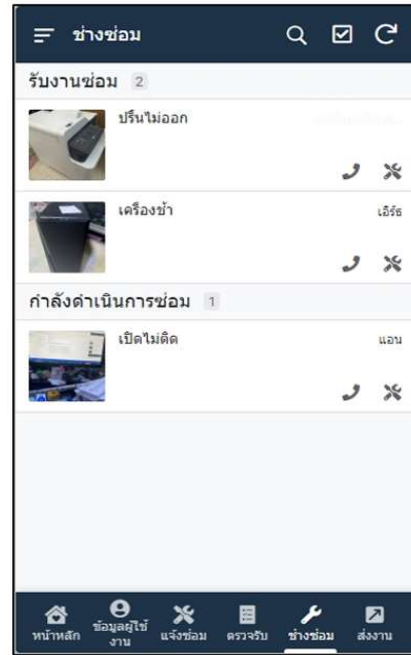 ช่างซ่อม
รับงานซ่อม 2
ปริ้นไม่ออก
เครื่องช้า
เอิร์ธ
กำลังดำเนินการซ่อม 1
เปิดไม่ติด
แอน
หน้าหลัก
ข้อมูลผู้ใช้
งาน
แจ้งซ่อม
ตรวจรับ
ช่างซ่อม
ส่งงาน